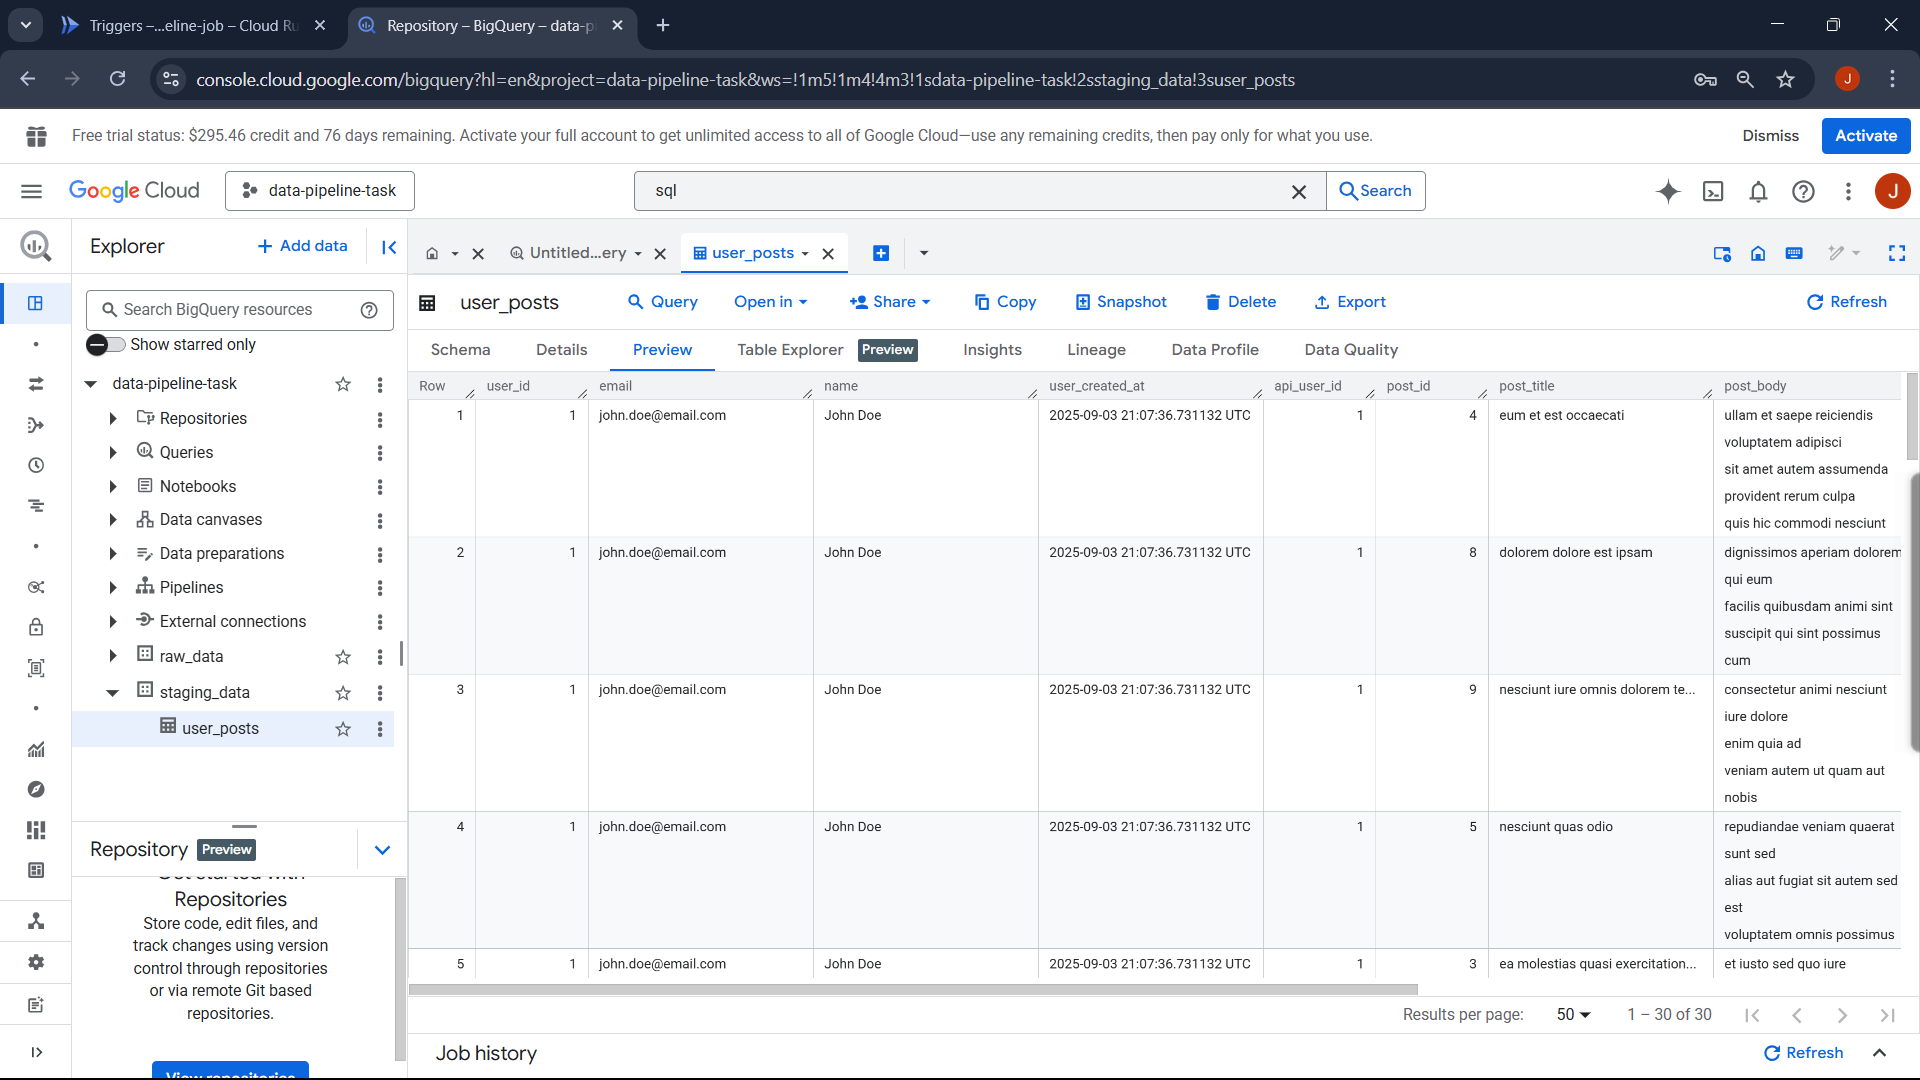 Triggers –...eline-job – Cloud Ru
Repository – BigQuery – data-p
console.cloud.google.com/bigquery?hl=en&project=data-pipeline-task&ws=!1m5!1m4!4m3!1sdata-pipeline-task!2sstaging_data!3suser_posts
J
Free trial status: $295.46 credit and 76 days remaining. Activate your full account to get unlimited access to all of Google Cloud—use any remaining credits, then pay only for what you use.
Dismiss
Activate
Google Cloud
data-pipeline-task
sql
Search
J
Explorer
Add data
Untitled...ery
user_posts
Search BigQuery resources
Show starred only
data-pipeline-task
Repositories
Queries
Notebooks
Data canvases
Data preparations
Pipelines
External connections
raw_data
staging_data
user_posts
Repository Preview
Repositories
Store code, edit files, and
track changes using version
control through repositories
or via remote Git based
repositories.
View repositories
user_posts
Query
Open in
Share
Copy
Snapshot
Delete
Export
Refresh
Schema
Details
Preview
Table Explorer Preview
Insights
Lineage
Data Profile
Data Quality
Row user_id email name user_created_at api_user_id post_id post_title post_body
1 1 john.doe@email.com John Doe 2025-09-03 21:07:36.731132 UTC 1 4 eum et est occaecati ullam et saepe reiciendis
voluptatem adipisci
sit amet autem assumenda
provident rerum culpa
quis hic commodi nesciunt
2 1 john.doe@email.com John Doe 2025-09-03 21:07:36.731132 UTC 1 8 dolorem dolore est ipsam dignissimos aperiam dolorem
qui eum
facilis quibusdam animi sint
suscipit qui sint possimus
cum
3 1 john.doe@email.com John Doe 2025-09-03 21:07:36.731132 UTC 1 9 nesciunt iure omnis dolorem te... consectetur animi nesciunt
iure dolore
enim quia ad
veniam autem ut quam aut
nobis
4 1 john.doe@email.com John Doe 2025-09-03 21:07:36.731132 UTC 1 5 nesciunt quas odio repudiandae veniam quaerat
sunt sed
alias aut fugiat sit autem sed
est
voluptatem omnis possimus
5 1 john.doe@email.com John Doe 2025-09-03 21:07:36.731132 UTC 1 3 ea molestias quasi exercitation... et iusto sed quo iure
Results per page: 50 1 – 30 of 30
Job history
Refresh